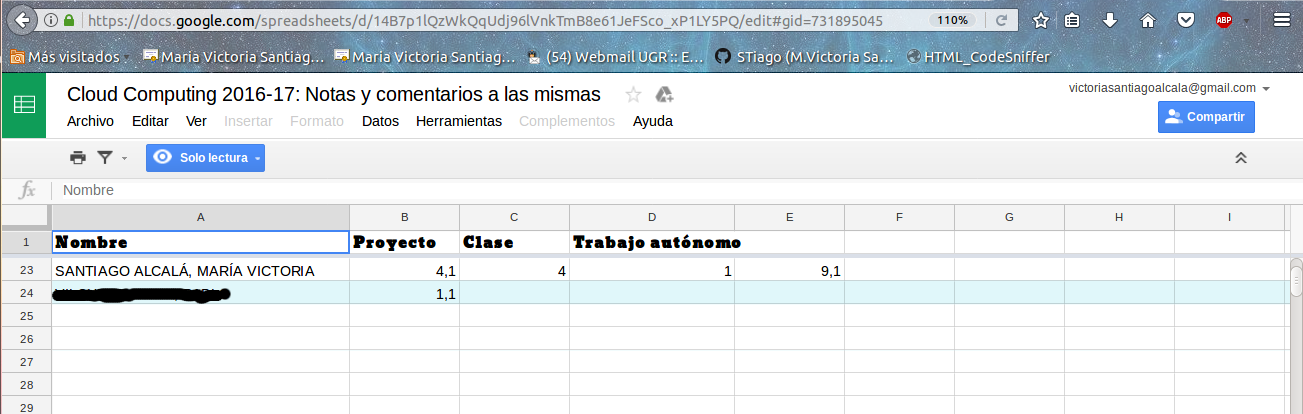 https://docs.google.com/spreadsheets/d/14B7p1lQzWkQqUdj96lVnkTmB8e61JeFSco_xP1LY5PQ/edit#gid=731895045 110% ABP
Más visitados María Victoria Santiag... María Victoria Santiag... (54) Webmail UGR :: E... STiago (M.Victoria Sa... HTML_CodeSniffer
Cloud Computing 2016-17: Notas y comentarios a las mismas victoriasantiagoalcala@gmail.com
Archivo Editar Ver Insertar Formato Datos Herramientas Complementos Ayuda Compartir
Solo lectura
fx Nombre
A B C D E F G H I
1 Nombre Proyecto Clase Trabajo autónomo
23 SANTIAGO ALCALÁ, MARÍA VICTORIA 4,1 4 1 9,1
24 1,1
25
26
27
28
29